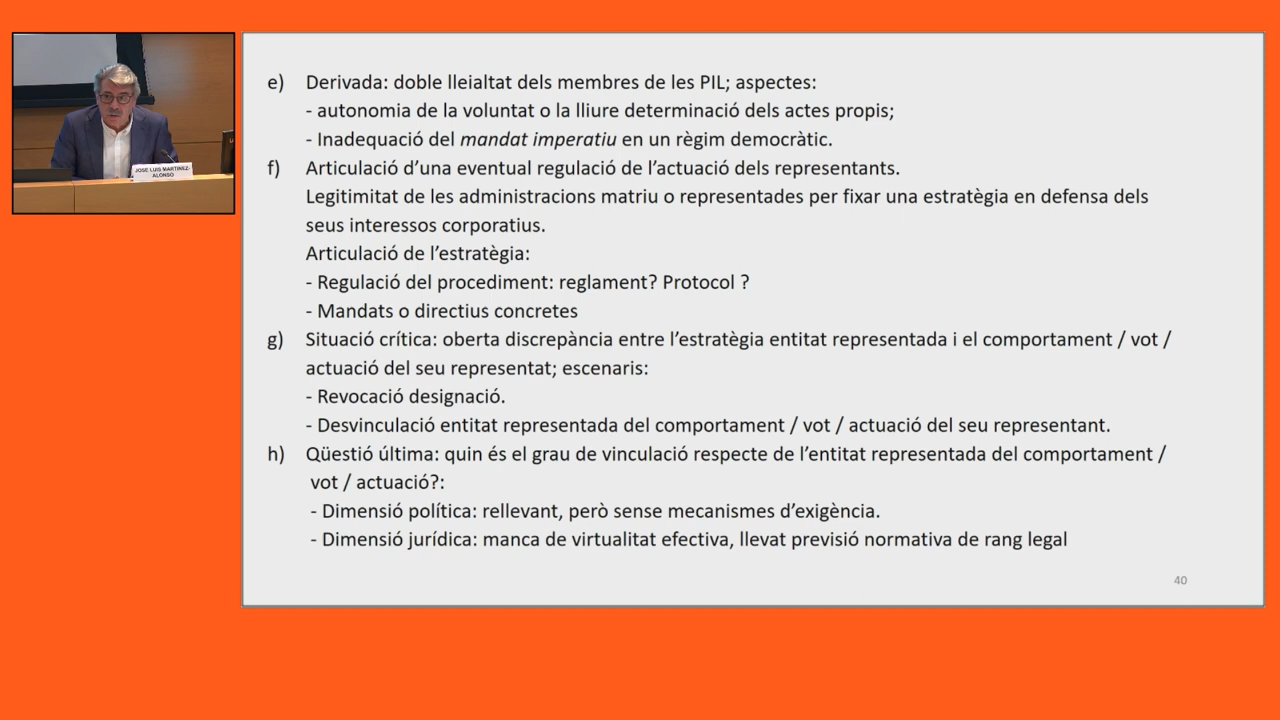 JOSE LUIS MARTINEZ-
ALONSO
e) Derivada: doble lleialtat dels membres de les PIL; aspectes:
- autonomia de la voluntat o la lliure determinació dels actes propis;
- Inadequació del mandat imperatiu en un règim democràtic.
f) Articulació d’una eventual regulació de l’actuació dels representants.
Legitimitat de les administracions matriu o representades per fixar una estratègia en defensa dels
seus interessos corporatius.
Articulació de l’estratègia:
- Regulació del procediment: reglament? Protocol ?
- Mandats o directius concretes
g) Situació crítica: oberta discrepància entre l’estratègia entitat representada i el comportament / vot /
actuació del seu representat; escenaris:
- Revocació designació.
- Desvinculació entitat representada del comportament / vot / actuació del seu representant.
h) Qüestió última: quin és el grau de vinculació respecte de l’entitat representada del comportament /
vot / actuació?:
- Dimensió política: rellevant, però sense mecanismes d’exigència.
- Dimensió jurídica: manca de virtualitat efectiva, llevat previsió normativa de rang legal
40